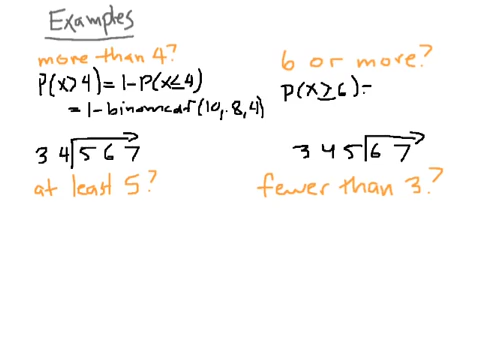 Examples
more than 4?
P(x>4)=1-P(x≤4)
=1-binomcdf(10,.8,4)
3 4 5 6 7
at least 5?
6 or more?
P(x≥6)=
3 4 5 6 7
fewer than 3?